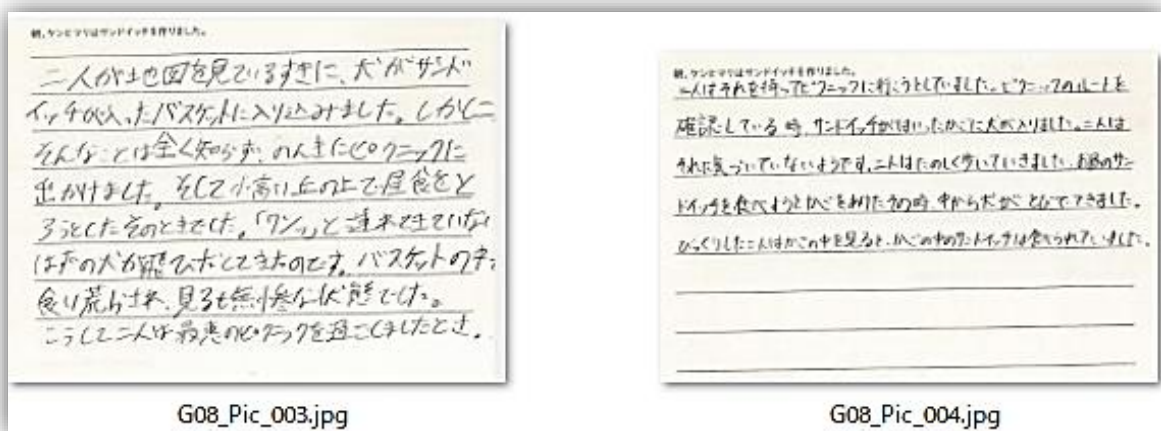 朝、ケンとマリはサンドイッチを作りました。
二人が地図を見ているすきに、犬がサンド
イッチが入ったバスケットに入り込みました。しかし二人
そんなことは全く知らず、のん気にピクニックに
出かけました。そして小高い丘の上で昼食をと
ろうとしたそのときでした。「ワン」と連れてきていない
はずの犬が飛びだしてきたのです。バスケットの中
食い荒らされ、見るも無惨な状態でした。
こうして二人は最悪のピクニックを過ごしましたとさ。
G08_Pic_003.jpg
朝、ケンとマリはサンドイッチを作りました。
二人はそれを持ってピクニックに行こうとしていました。ピクニックのルートを
確認している時、サンドイッチがはいったかごに犬が入りました。二人は
それに気づいていないようです。二人はたのしく歩いていきました。お昼のサン
ドイッチを食べようとかごをあけたその時、中から犬がとびでてきました。
びっくりした二人はかごの中を見ると、かごの中のサンドイッチは食べられていました。
G08_Pic_004.jpg